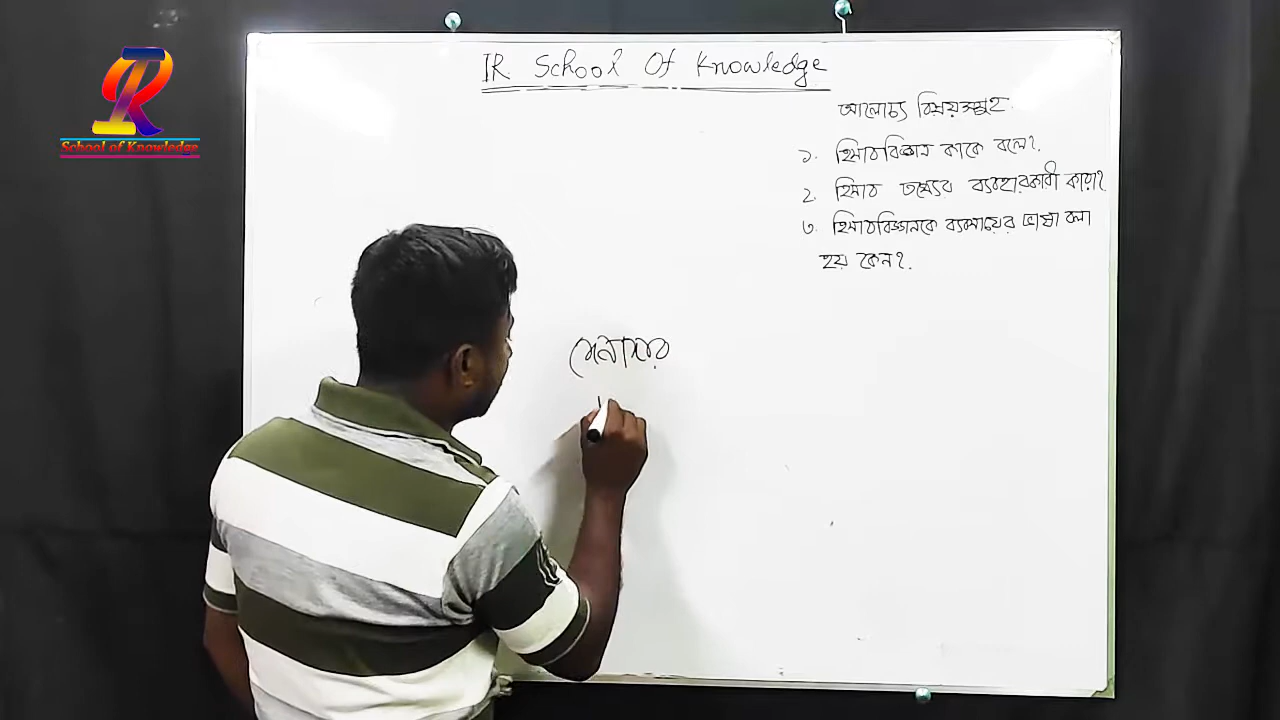 IR
School of Knowledge
IR School Of Knowledge
আলোচ্য বিষয়সমূহ
১. হিসাববিজ্ঞান কাকে বলে?
২. হিসাব তথ্যের ব্যবহারকারী কারা?
৩. হিসাববিজ্ঞানকে ব্যবসায়ের ভাষা বলা
হয় কেন?